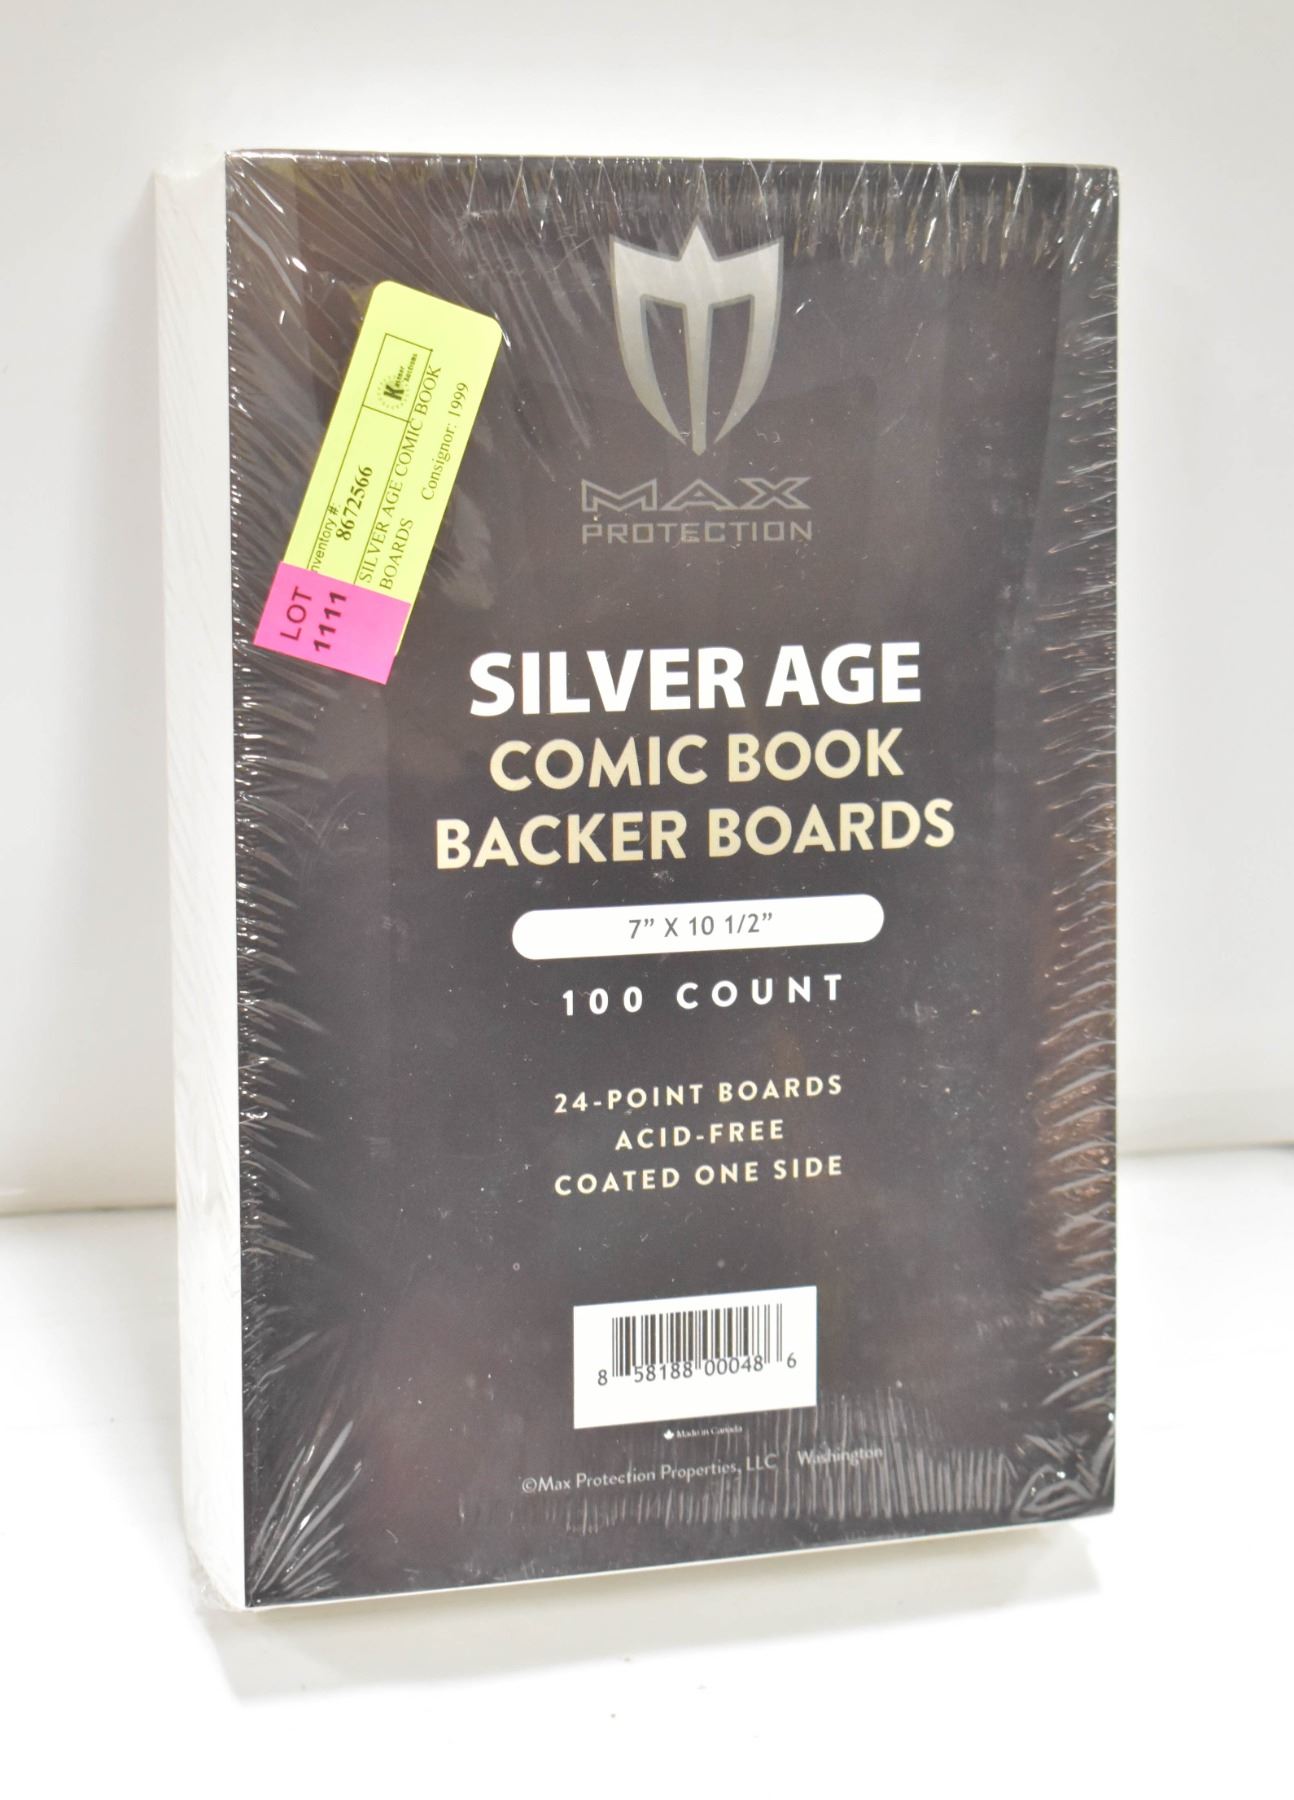 MAX
PROTECTION
Inventory #:
8672566
SILVER AGE COMIC BOOK
BOARDS
Consignor: 1999
LOT
1111
SILVER AGE
COMIC BOOK
BACKER BOARDS
7" X 10 1/2"
100 COUNT
24-POINT BOARDS
ACID-FREE
COATED ONE SIDE
8 58188 00048 6
Made in Canada
©Max Protection Properties, LLC Washington